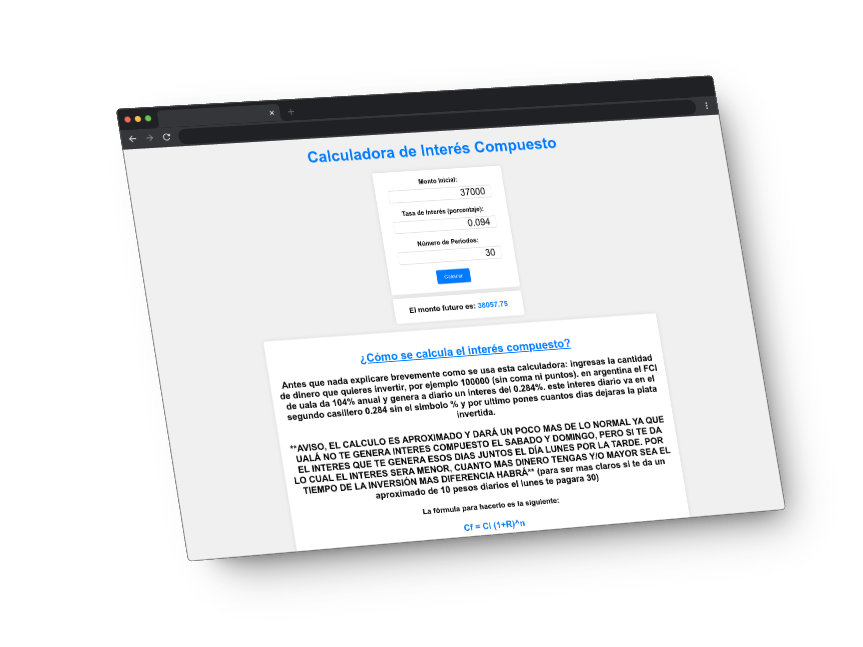 Calculadora de Interés Compuesto
Monto Inicial:
37000
Tasa de Interés (porcentaje):
0.094
Número de Periodos:
30
Calcular
El monto futuro es: 38057.75
¿Cómo se calcula el interés compuesto?
Antes que nada explicare brevemente como se usa esta calculadora: ingresas la cantidad
de dinero que quieres invertir, por ejemplo 100000 (sin coma ni puntos). en argentina el FCI
de uala da 104% anual y genera a diario un interes del 0.284%. este interes diario va en el
segundo casillero 0.284 sin el simbolo % y por ultimo pones cuantos dias dejaras la plata
invertida.
**AVISO, EL CALCULO ES APROXIMADO Y DARÁ UN POCO MAS DE LO NORMAL YA QUE
UALÁ NO TE GENERA INTERES COMPUESTO EL SABADO Y DOMINGO, PERO SI TE DA
EL INTERES QUE TE GENERA ESOS DIAS JUNTOS EL DÍA LUNES POR LA TARDE. POR
LO CUAL EL INTERES SERA MENOR, CUANTO MAS DINERO TENGAS Y/O MAYOR SEA EL
TIEMPO DE LA INVERSIÓN MAS DIFERENCIA HABRÁ** (para ser mas claros si te da un
aproximado de 10 pesos diarios el lunes te pagara 30)
La fórmula para hacerlo es la siguiente:
Cf = Ci (1+R)^n